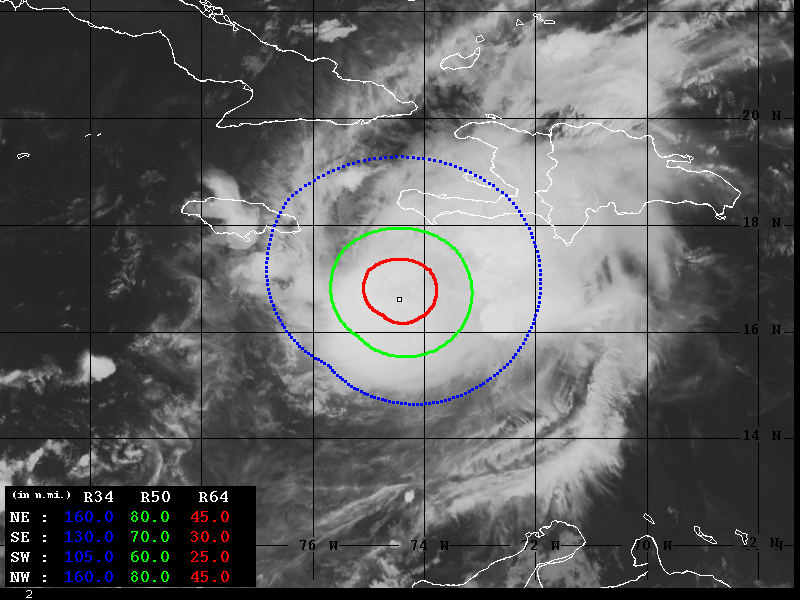 20 N
18 N
16 N
14 N
76 W 74 W 72 W 70 W 12 N
(in n.mi.) R34 R50 R64
NE : 160.0 80.0 45.0
SE : 130.0 70.0 30.0
SW : 105.0 60.0 25.0
NW : 160.0 80.0 45.0
2